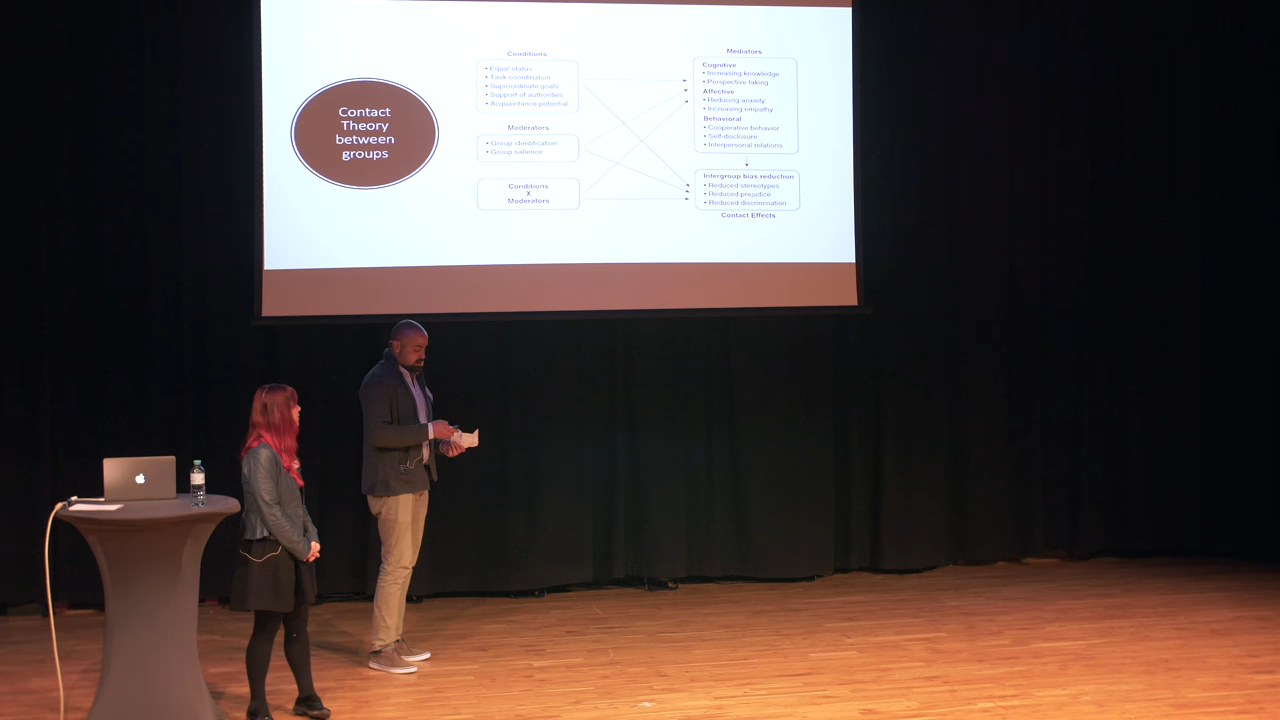 Contact
Theory
between
groups
Conditions
• Equal status
• Task coordination
• Superordinate goals
• Support of authorities
• Acquaintance potential
Moderators
• Group identification
• Group salience
Conditions
X
Moderators
Mediators
Cognitive
• Increasing knowledge
• Perspective taking
Affective
• Reducing anxiety
• Increasing empathy
Behavioral
• Cooperative behavior
• Self-disclosure
• Interpersonal relations
Intergroup bias reduction
• Reduced stereotypes
• Reduced prejudice
• Reduced discrimination
Contact Effects